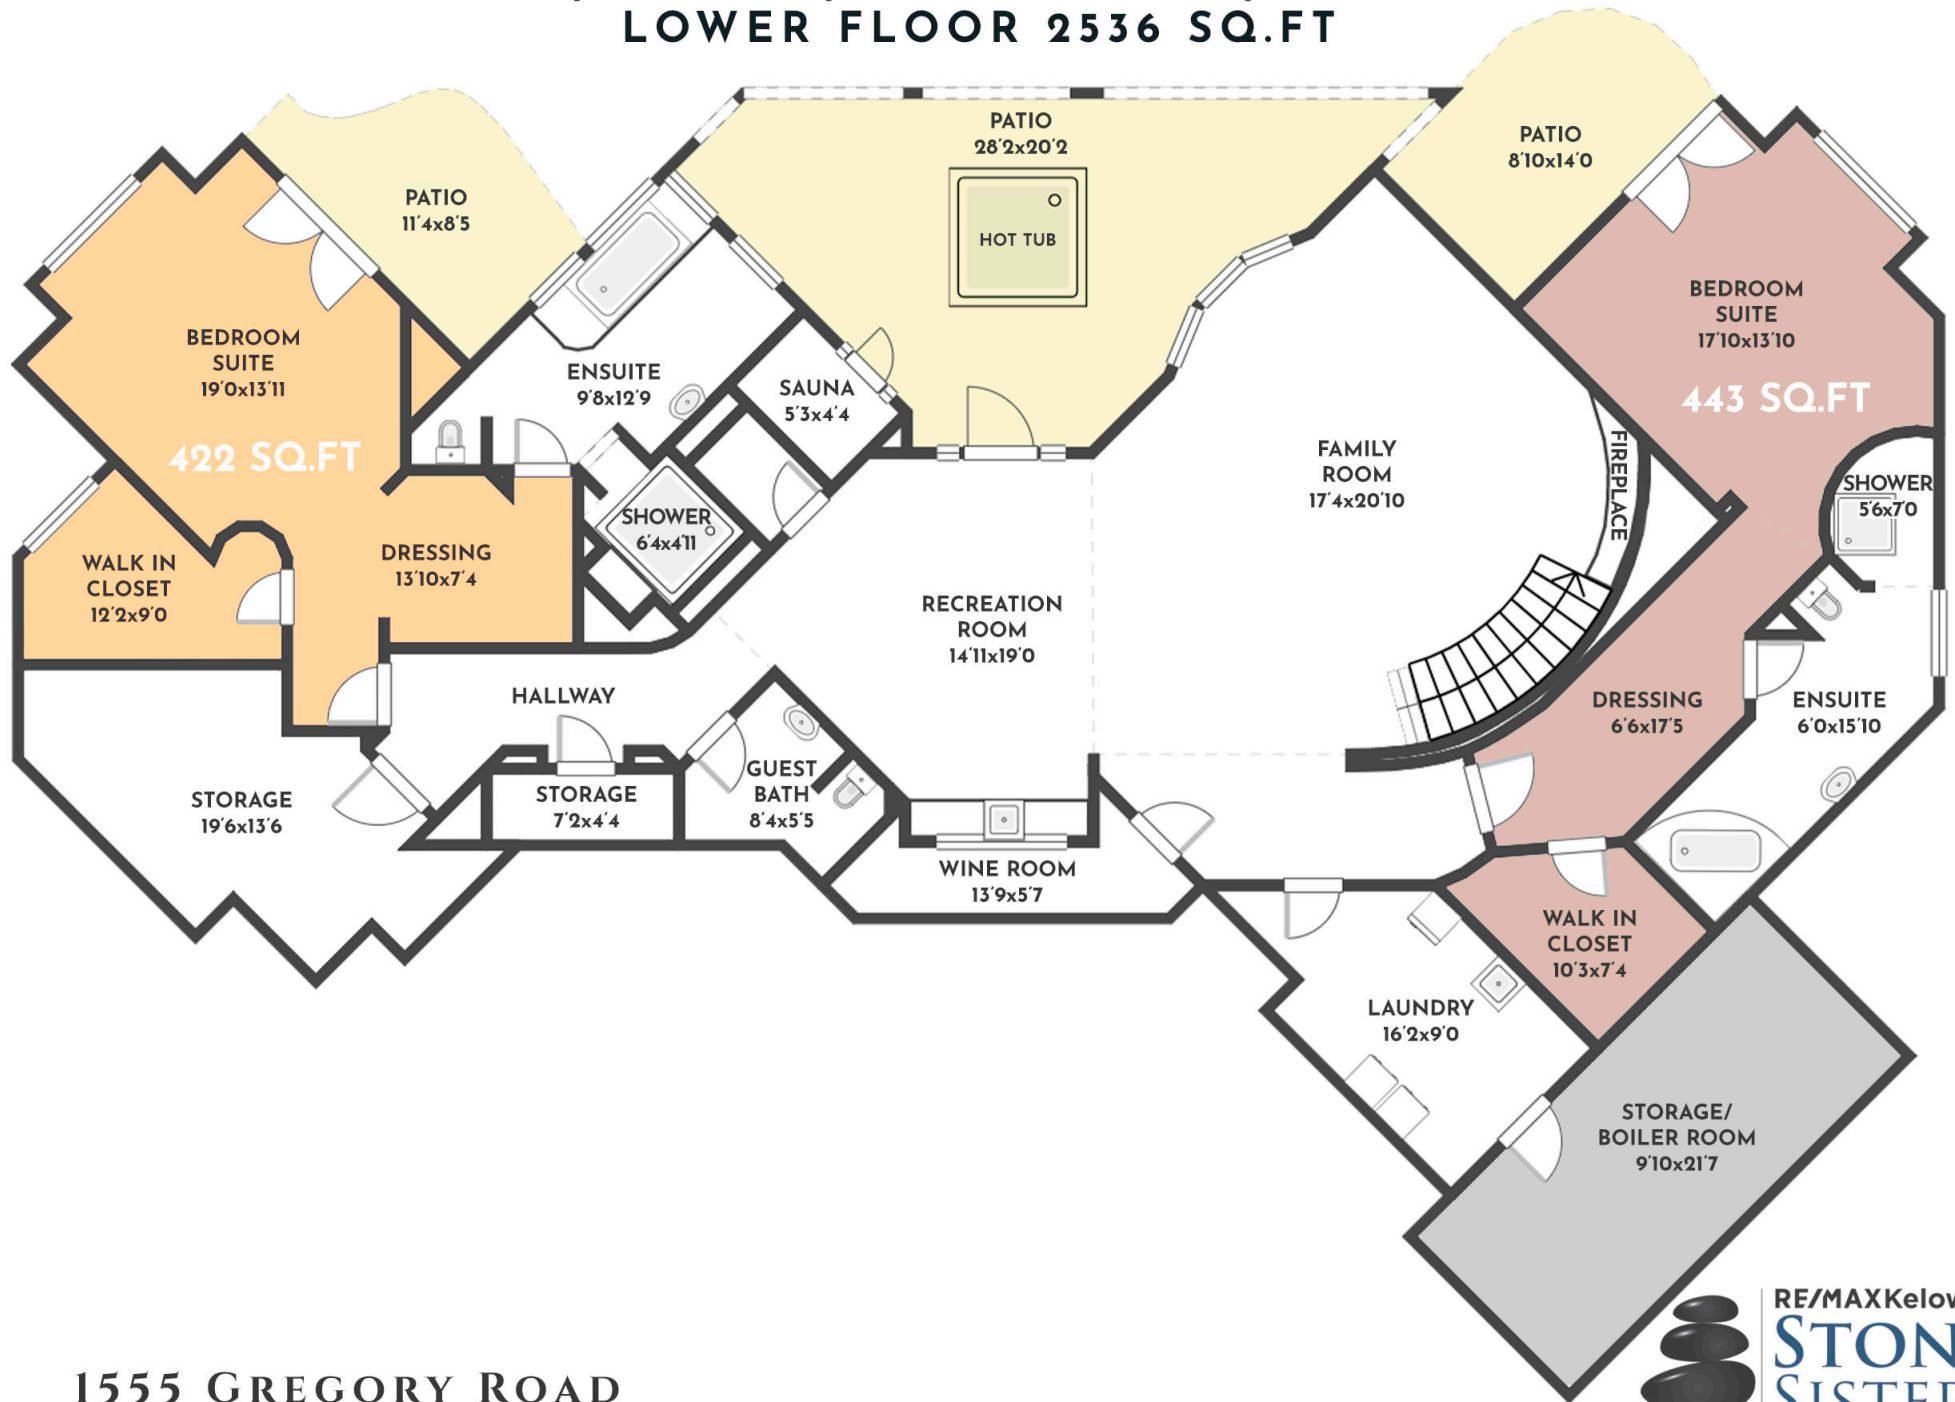 LOWER FLOOR 2536 SQ.FT
PATIO
28'2x20'2
HOT TUB
PATIO
8'10x14'0
PATIO
11'4x8'5
BEDROOM
SUITE
19'0x13'11
422 SQ.FT
ENSUITE
9'8x12'9
SAUNA
5'3x4'4
BEDROOM
SUITE
17'10x13'10
443 SQ.FT
FAMILY
ROOM
17'4x20'10
FIREPLACE
SHOWER
5'6x7'0
SHOWER
6'4x4'11
WALK IN
CLOSET
12'2x9'0
DRESSING
13'10x7'4
RECREATION
ROOM
14'11x19'0
HALLWAY
DRESSING
6'6x17'5
ENSUITE
6'0x15'10
STORAGE
19'6x13'6
STORAGE
7'2x4'4
GUEST
BATH
8'4x5'5
WINE ROOM
13'9x5'7
WALK IN
CLOSET
10'3x7'4
LAUNDRY
16'2x9'0
STORAGE/
BOILER ROOM
9'10x21'7
RE/MAXKelow
STON
SISTER
1555 GREGORY ROAD